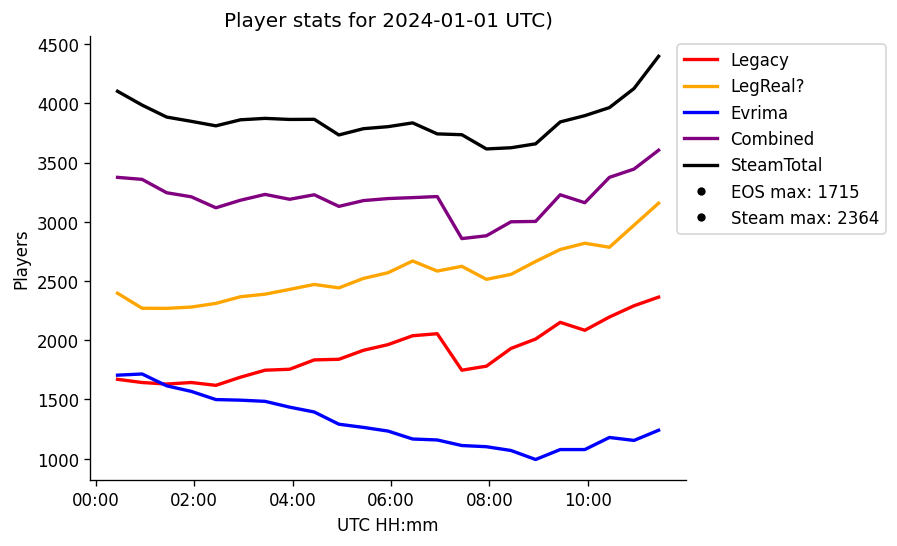 Player stats for 2024-01-01 UTC)
4500
4000
3500
3000
2500
2000
1500
1000
Players
00:00 02:00 04:00 06:00 08:00 10:00
UTC HH:mm
Legacy
LegReal?
Evrima
Combined
SteamTotal
EOS max: 1715
Steam max: 2364